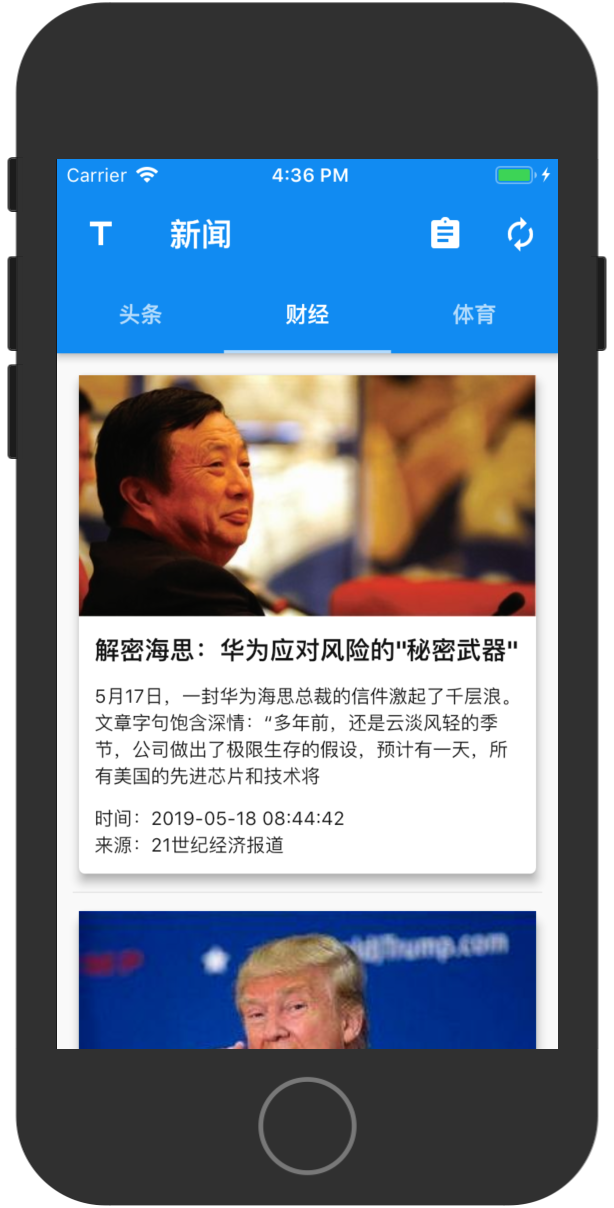 Carrier 4:36 PM
T 新闻
头条 财经 体育
解密海思：华为应对风险的"秘密武器"
5月17日，一封华为海思总裁的信件激起了千层浪。
文章字句饱含深情：“多年前，还是云淡风轻的季
节，公司做出了极限生存的假设，预计有一天，所
有美国的先进芯片和技术将
时间：2019-05-18 08:44:42
来源：21世纪经济报道
Trump.com